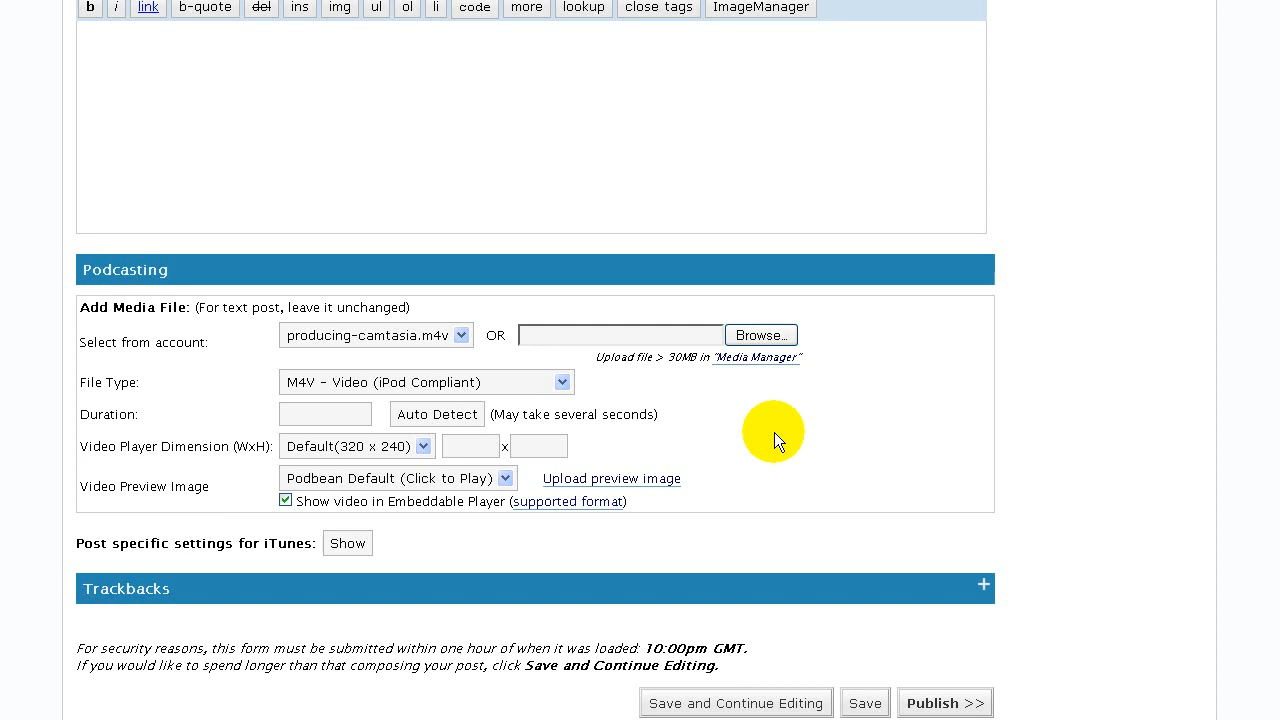 b i link b-quote del ins img ul ol li code more lookup close tags ImageManager
Podcasting
Add Media File: (For text post, leave it unchanged)
Select from account: producing-camtasia.m4v OR Browse...
Upload file > 30MB in "Media Manager"
File Type: M4V - Video (iPod Compliant)
Duration: Auto Detect (May take several seconds)
Video Player Dimension (WxH): Default(320 x 240) x
Video Preview Image Podbean Default (Click to Play) Upload preview image
Show video in Embeddable Player (supported format)
Post specific settings for iTunes: Show
Trackbacks +
For security reasons, this form must be submitted within one hour of when it was loaded: 10:00pm GMT.
If you would like to spend longer than that composing your post, click Save and Continue Editing.
Save and Continue Editing Save Publish >>